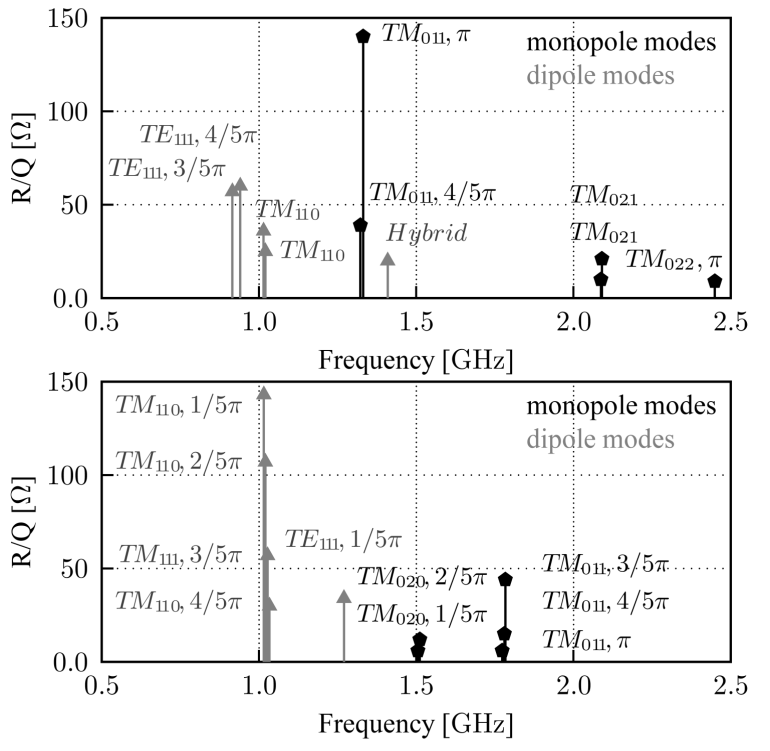 150
TM₀₁₁, π
monopole modes
dipole modes
100
R/Q [Ω]
TE₁₁₁, 4/5π
TE₁₁₁, 3/5π
TM₀₁₁, 4/5π
TM₀₂₁
50
TM₁₁₀
Hybrid
TM₀₂₁
TM₁₁₀
TM₀₂₂, π
0.0
0.5 1.0 1.5 2.0 2.5
Frequency [GHz]
150
TM₁₁₀, 1/5π
monopole modes
dipole modes
TM₁₁₀, 2/5π
100
R/Q [Ω]
TE₁₁₁, 1/5π
TM₁₁₁, 3/5π
TM₀₁₁, 3/5π
50
TM₀₂₀, 2/5π
TM₁₁₀, 4/5π
TM₀₁₁, 4/5π
TM₀₂₀, 1/5π
TM₀₁₁, π
0.0
0.5 1.0 1.5 2.0 2.5
Frequency [GHz]